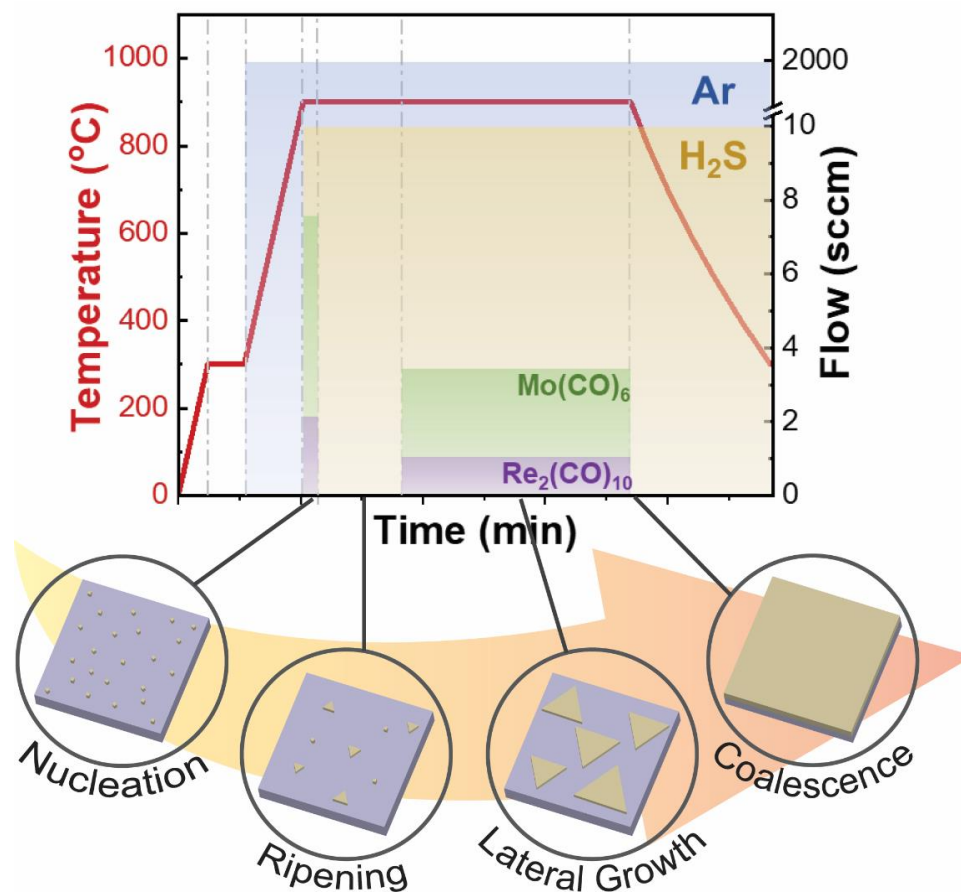 Temperature (°C)
1000
800
600
400
200
0
Ar
H₂S
Mo(CO)₆
Re₂(CO)₁₀
2000
10
8
6
4
2
0
Flow (sccm)
Time (min)
Nucleation
Ripening
Lateral Growth
Coalescence